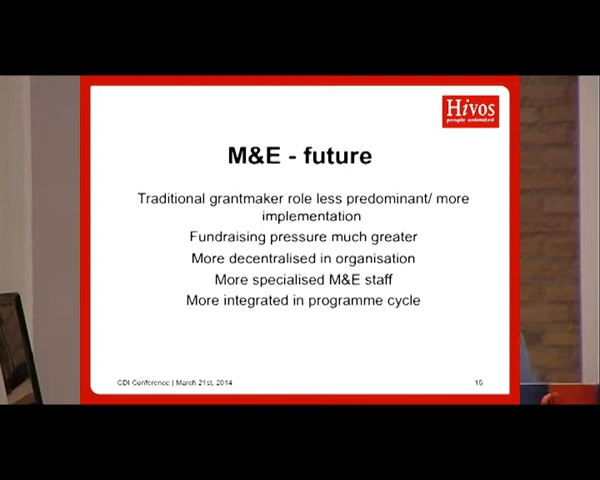 Hivos
people unlimited
M&E - future
Traditional grantmaker role less predominant/ more
implementation
Fundraising pressure much greater
More decentralised in organisation
More specialised M&E staff
More integrated in programme cycle
CDI Conference | March 21st, 2014
15